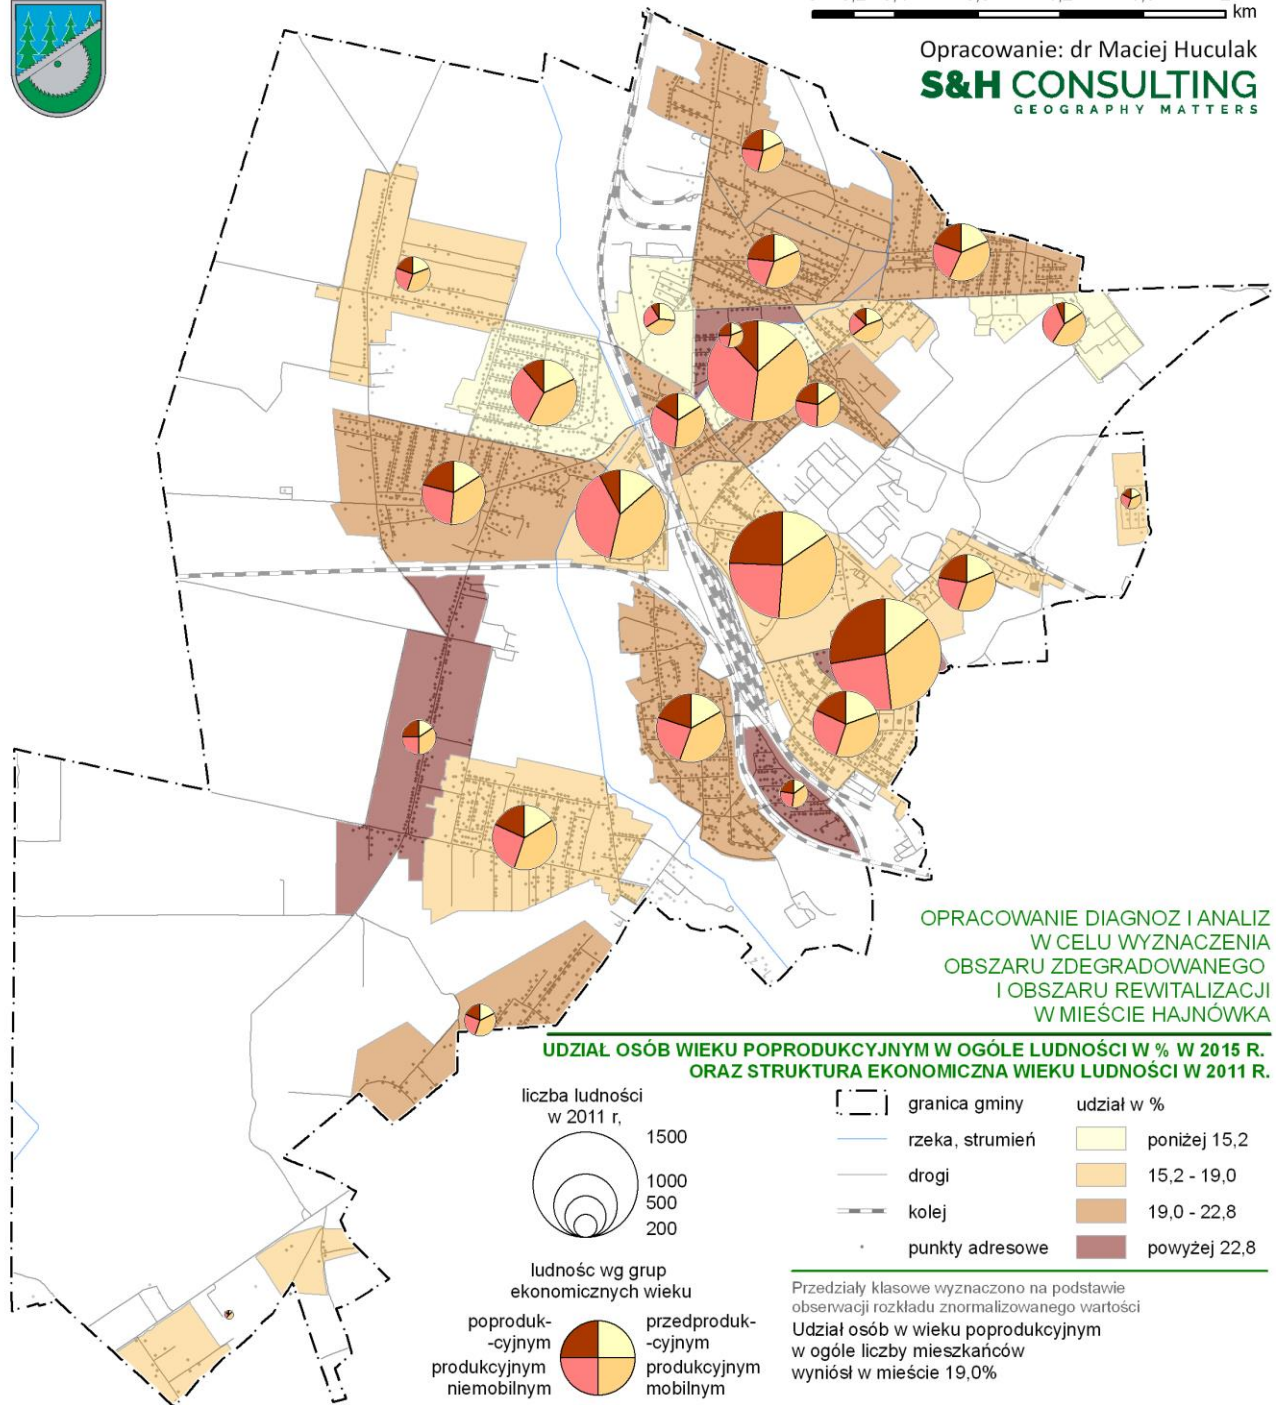 km
Opracowanie: dr Maciej Huculak
S&H CONSULTING
GEOGRAPHY MATTERS
OPRACOWANIE DIAGNOZ I ANALIZ
W CELU WYZNACZENIA
OBSZARU ZDEGRADOWANEGO
I OBSZARU REWITALIZACJI
W MIEŚCIE HAJNÓWKA
UDZIAŁ OSÓB WIEKU POPRODUKCYJNYM W OGÓLE LUDNOŚCI W % W 2015 R.
ORAZ STRUKTURA EKONOMICZNA WIEKU LUDNOŚCI W 2011 R.
liczba ludności
w 2011 r,
1500
1000
500
200
ludnośc wg grup
ekonomicznych wieku
poproduk-
-cyjnym
przedproduk-
-cyjnym
produkcyjnym
niemobilnym
produkcyjnym
mobilnym
granica gminy
rzeka, strumień
drogi
kolej
punkty adresowe
udział w %
poniżej 15,2
15,2 - 19,0
19,0 - 22,8
powyżej 22,8
Przedziały klasowe wyznaczono na podstawie
obserwacji rozkładu znormalizowanego wartości
Udział osób w wieku poprodukcyjnym
w ogóle liczby mieszkańców
wyniósł w mieście 19,0%